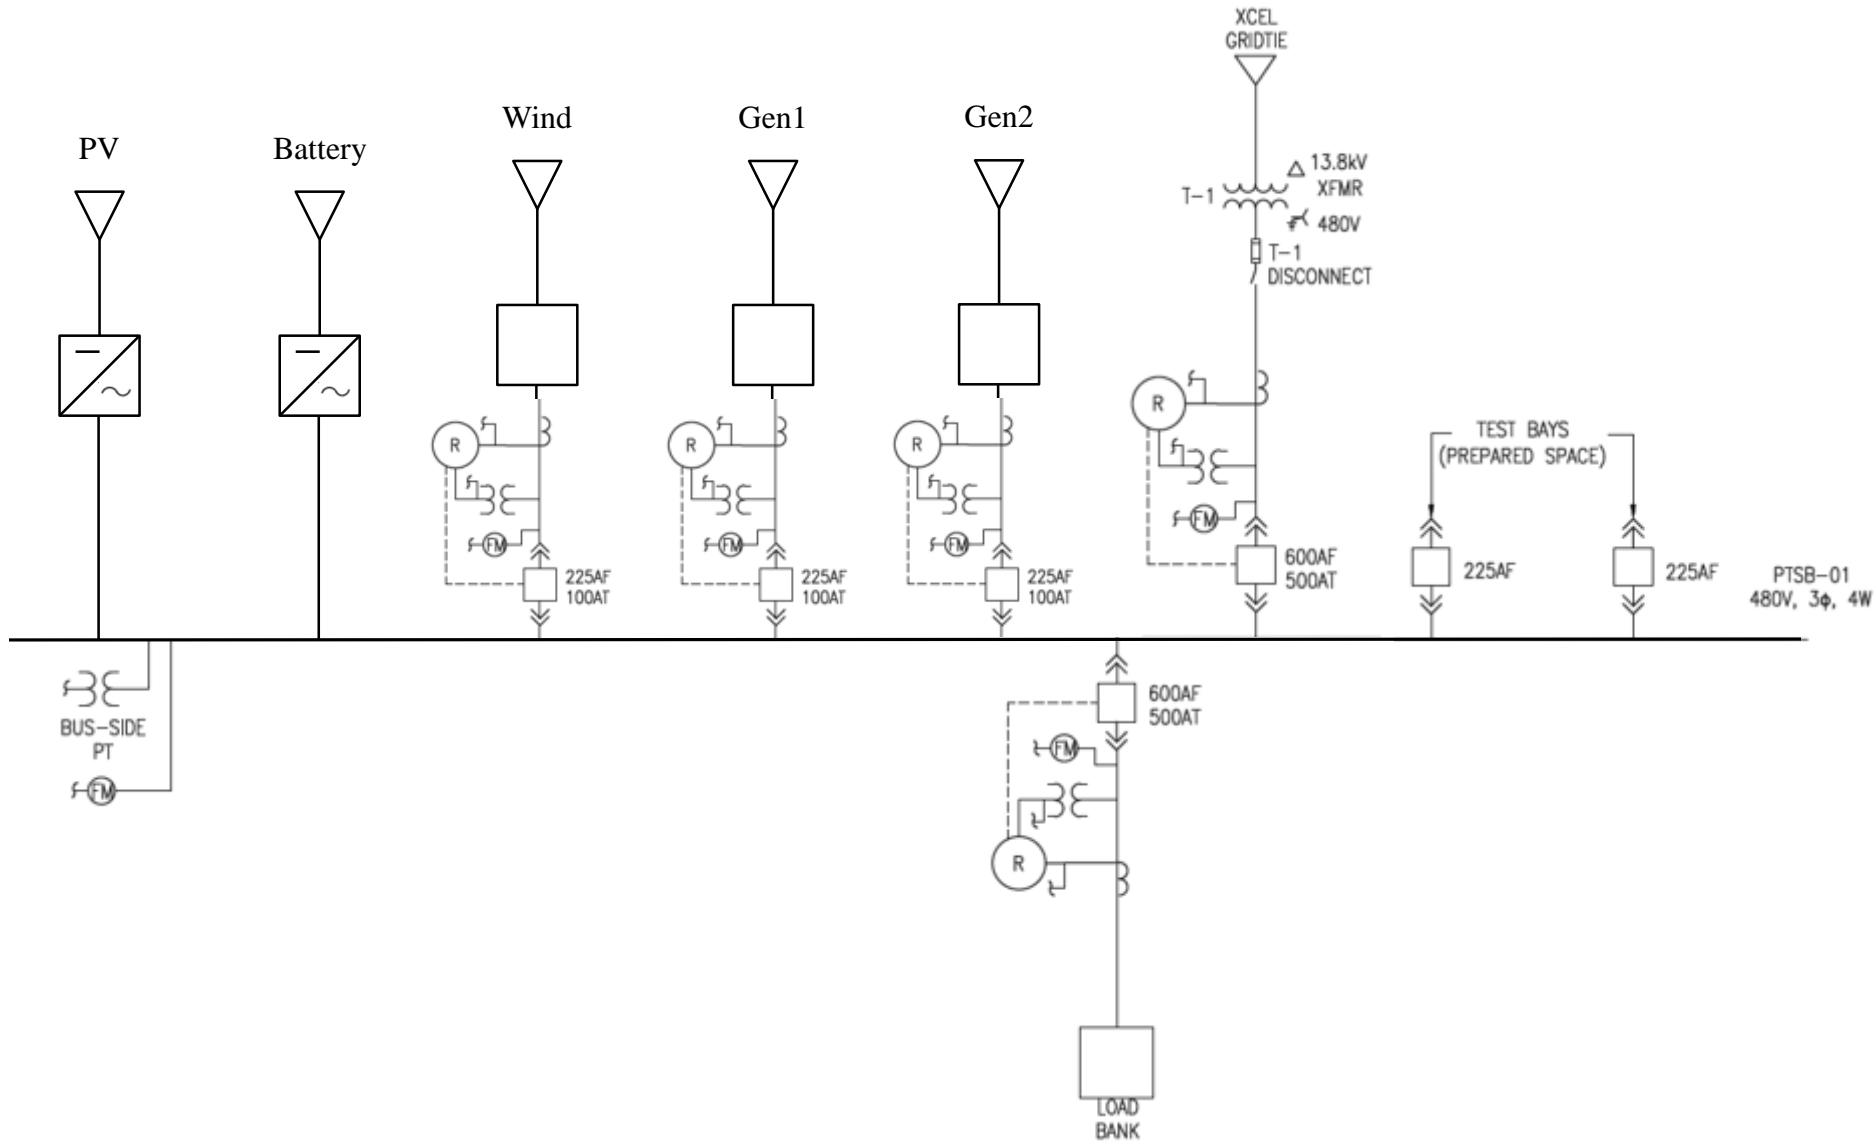 XCEL
GRIDTIE
Wind
Gen1
Gen2
PV
Battery
13.8kV
XFMR
T-1
480V
T-1
DISCONNECT
R
R
R
R
TEST BAYS
(PREPARED SPACE)
FM
FM
FM
FM
225AF
100AT
225AF
100AT
225AF
100AT
600AF
500AT
225AF
225AF
PTSB-01
480V, 3ϕ, 4W
BUS-SIDE
PT
FM
600AF
500AT
FM
R
LOAD
BANK